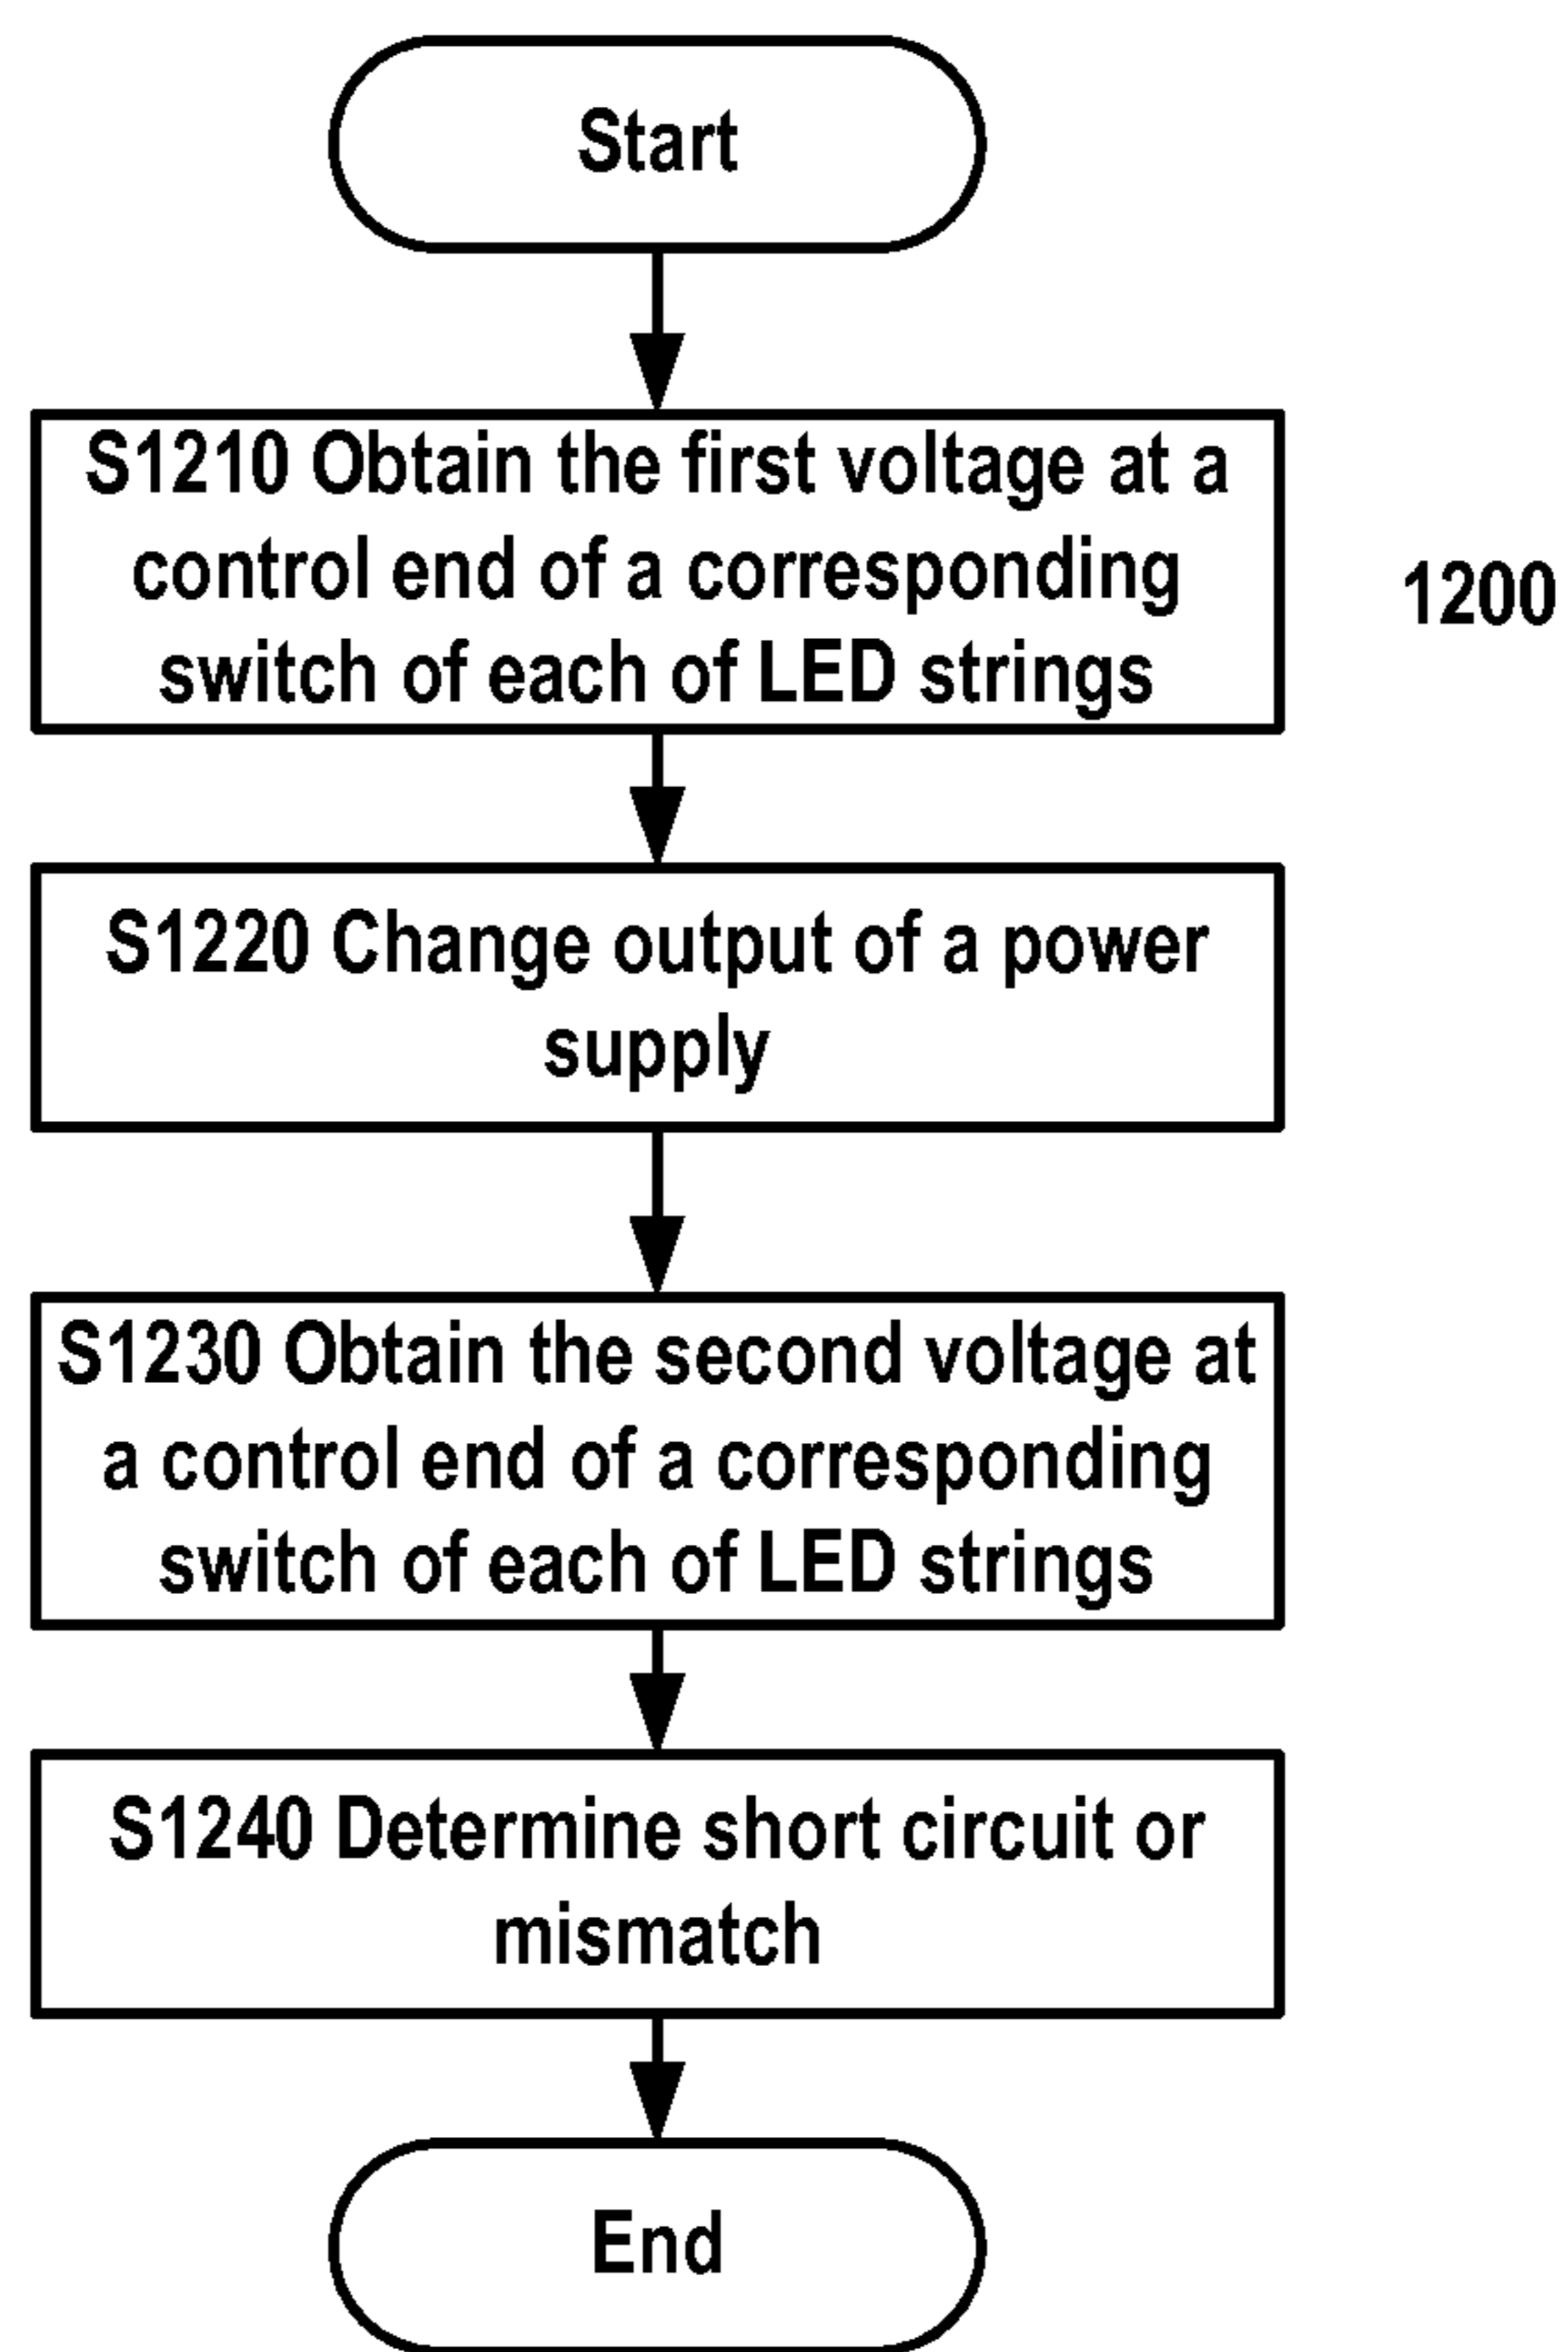 Start
S1210 Obtain the first voltage at a
control end of a corresponding
switch of each of LED strings
1200
S1220 Change output of a power
supply
S1230 Obtain the second voltage at
a control end of a corresponding
switch of each of LED strings
S1240 Determine short circuit or
mismatch
End